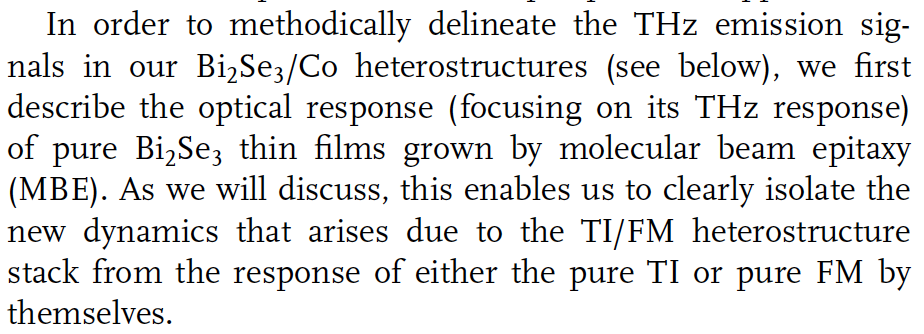 In order to methodically delineate the THz emission sig-
nals in our Bi₂Se₃/Co heterostructures (see below), we first
describe the optical response (focusing on its THz response)
of pure Bi₂Se₃ thin films grown by molecular beam epitaxy
(MBE). As we will discuss, this enables us to clearly isolate the
new dynamics that arises due to the TI/FM heterostructure
stack from the response of either the pure TI or pure FM by
themselves.